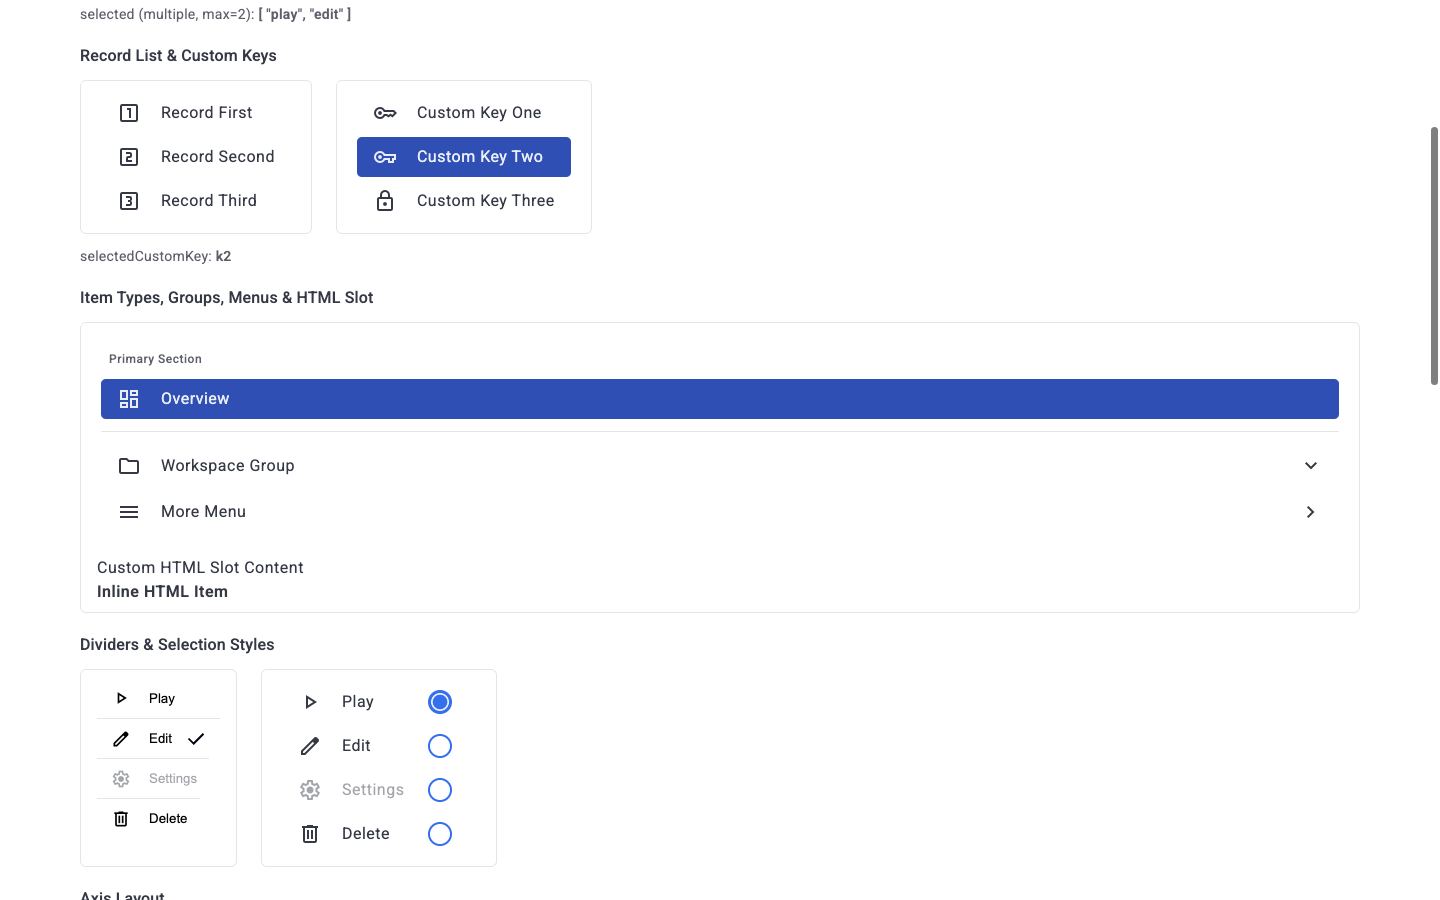 selected (multiple, max=2): [ "play", "edit" ]
Record List & Custom Keys
Record First
Record Second
Record Third
Custom Key One
Custom Key Two
Custom Key Three
selectedCustomKey: k2
Item Types, Groups, Menus & HTML Slot
Primary Section
Overview
Workspace Group
More Menu
Custom HTML Slot Content
Inline HTML Item
Dividers & Selection Styles
Play
Edit
Settings
Delete
Play
Edit
Settings
Delete
Axis Layout